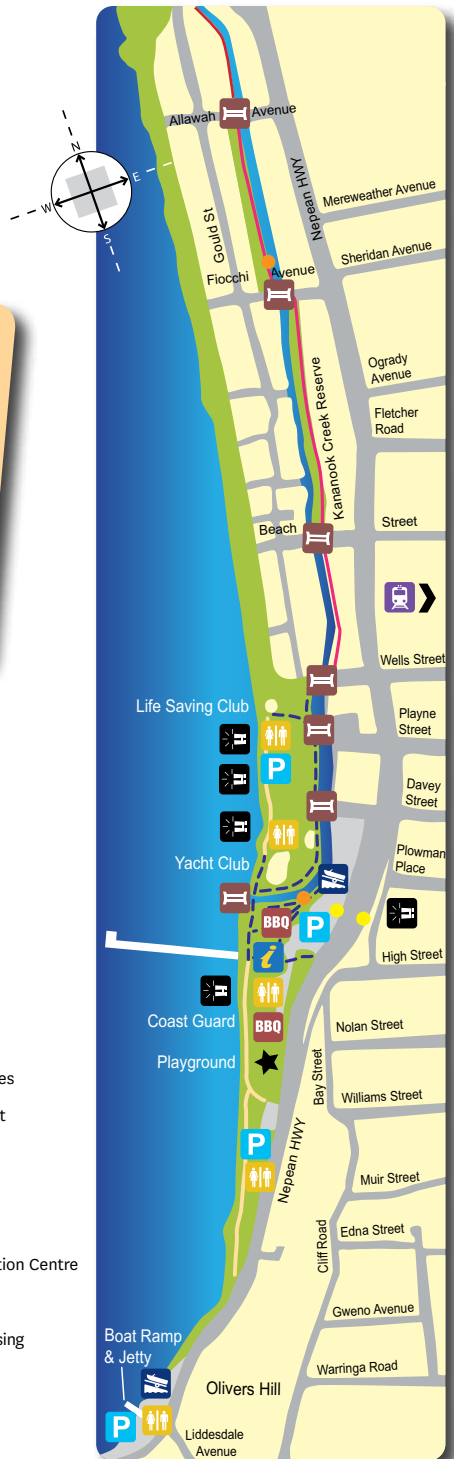 Allawah Avenue
N
E
W
S
Nepean HWY
Mereweather Avenue
Gould St
Sheridan Avenue
Fiocchi Avenue
Ogrady
Avenue
Kananook Creek Reserve
Fletcher
Road
Beach Street
Wells Street
Life Saving Club
Playne
Street
P
Davey
Street
Yacht Club
Plowman
Place
BBQ
P
i
High Street
Coast Guard
BBQ
Nolan Street
Playground
es
Bay Street
Williams Street
t
P
Nepean HWY
Muir Street
Edna Street
Cliff Road
tion Centre
Gweno Avenue
sing
Boat Ramp
& Jetty
Warringa Road
Olivers Hill
P
Liddesdale
Avenue